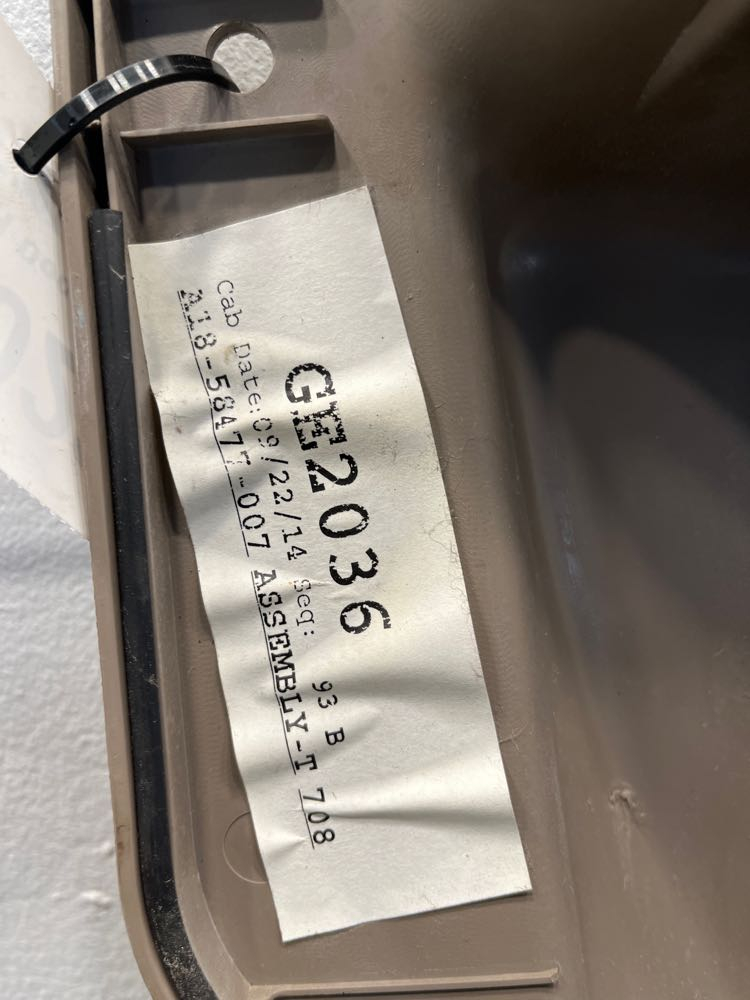 GE2036
Cab Date:09/22/14 Seq: 93 B
A18-58477-007 ASSEMBLY-T 708